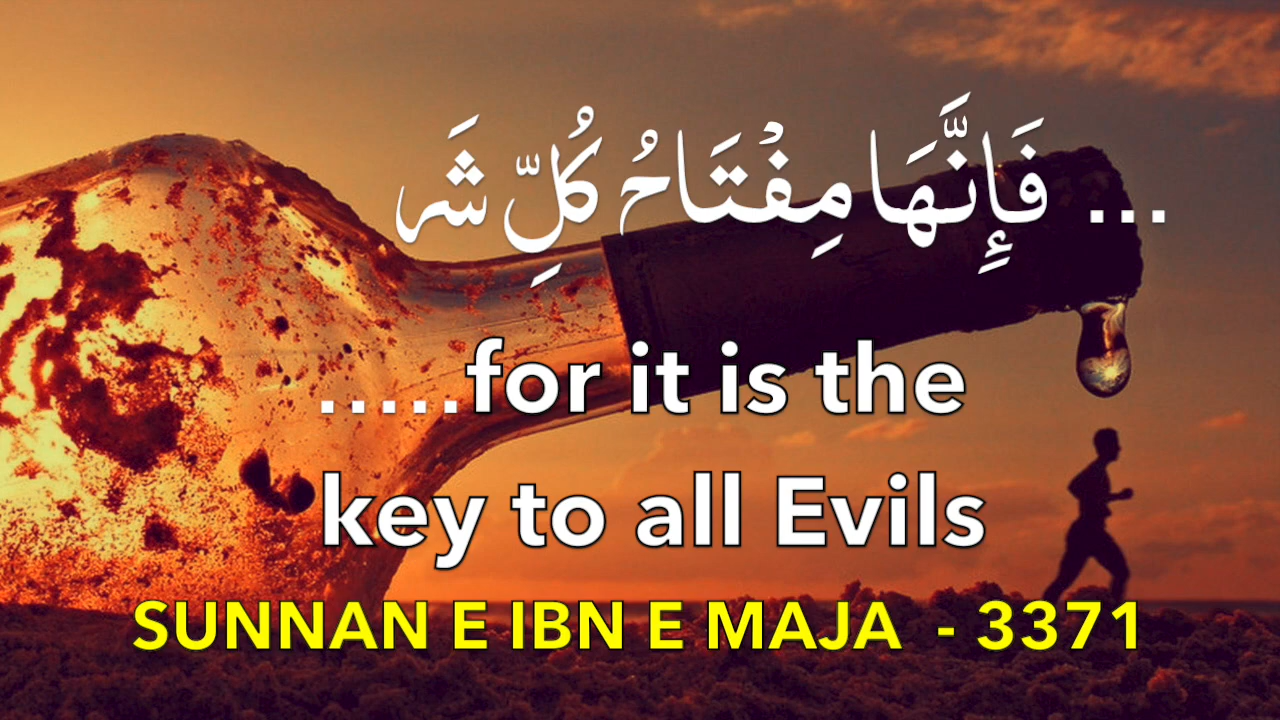 ... فَإِنَّهَا مِفْتَاحُ كُلِّ شَر
.....for it is the
key to all Evils
SUNNAN E IBN E MAJA - 3371